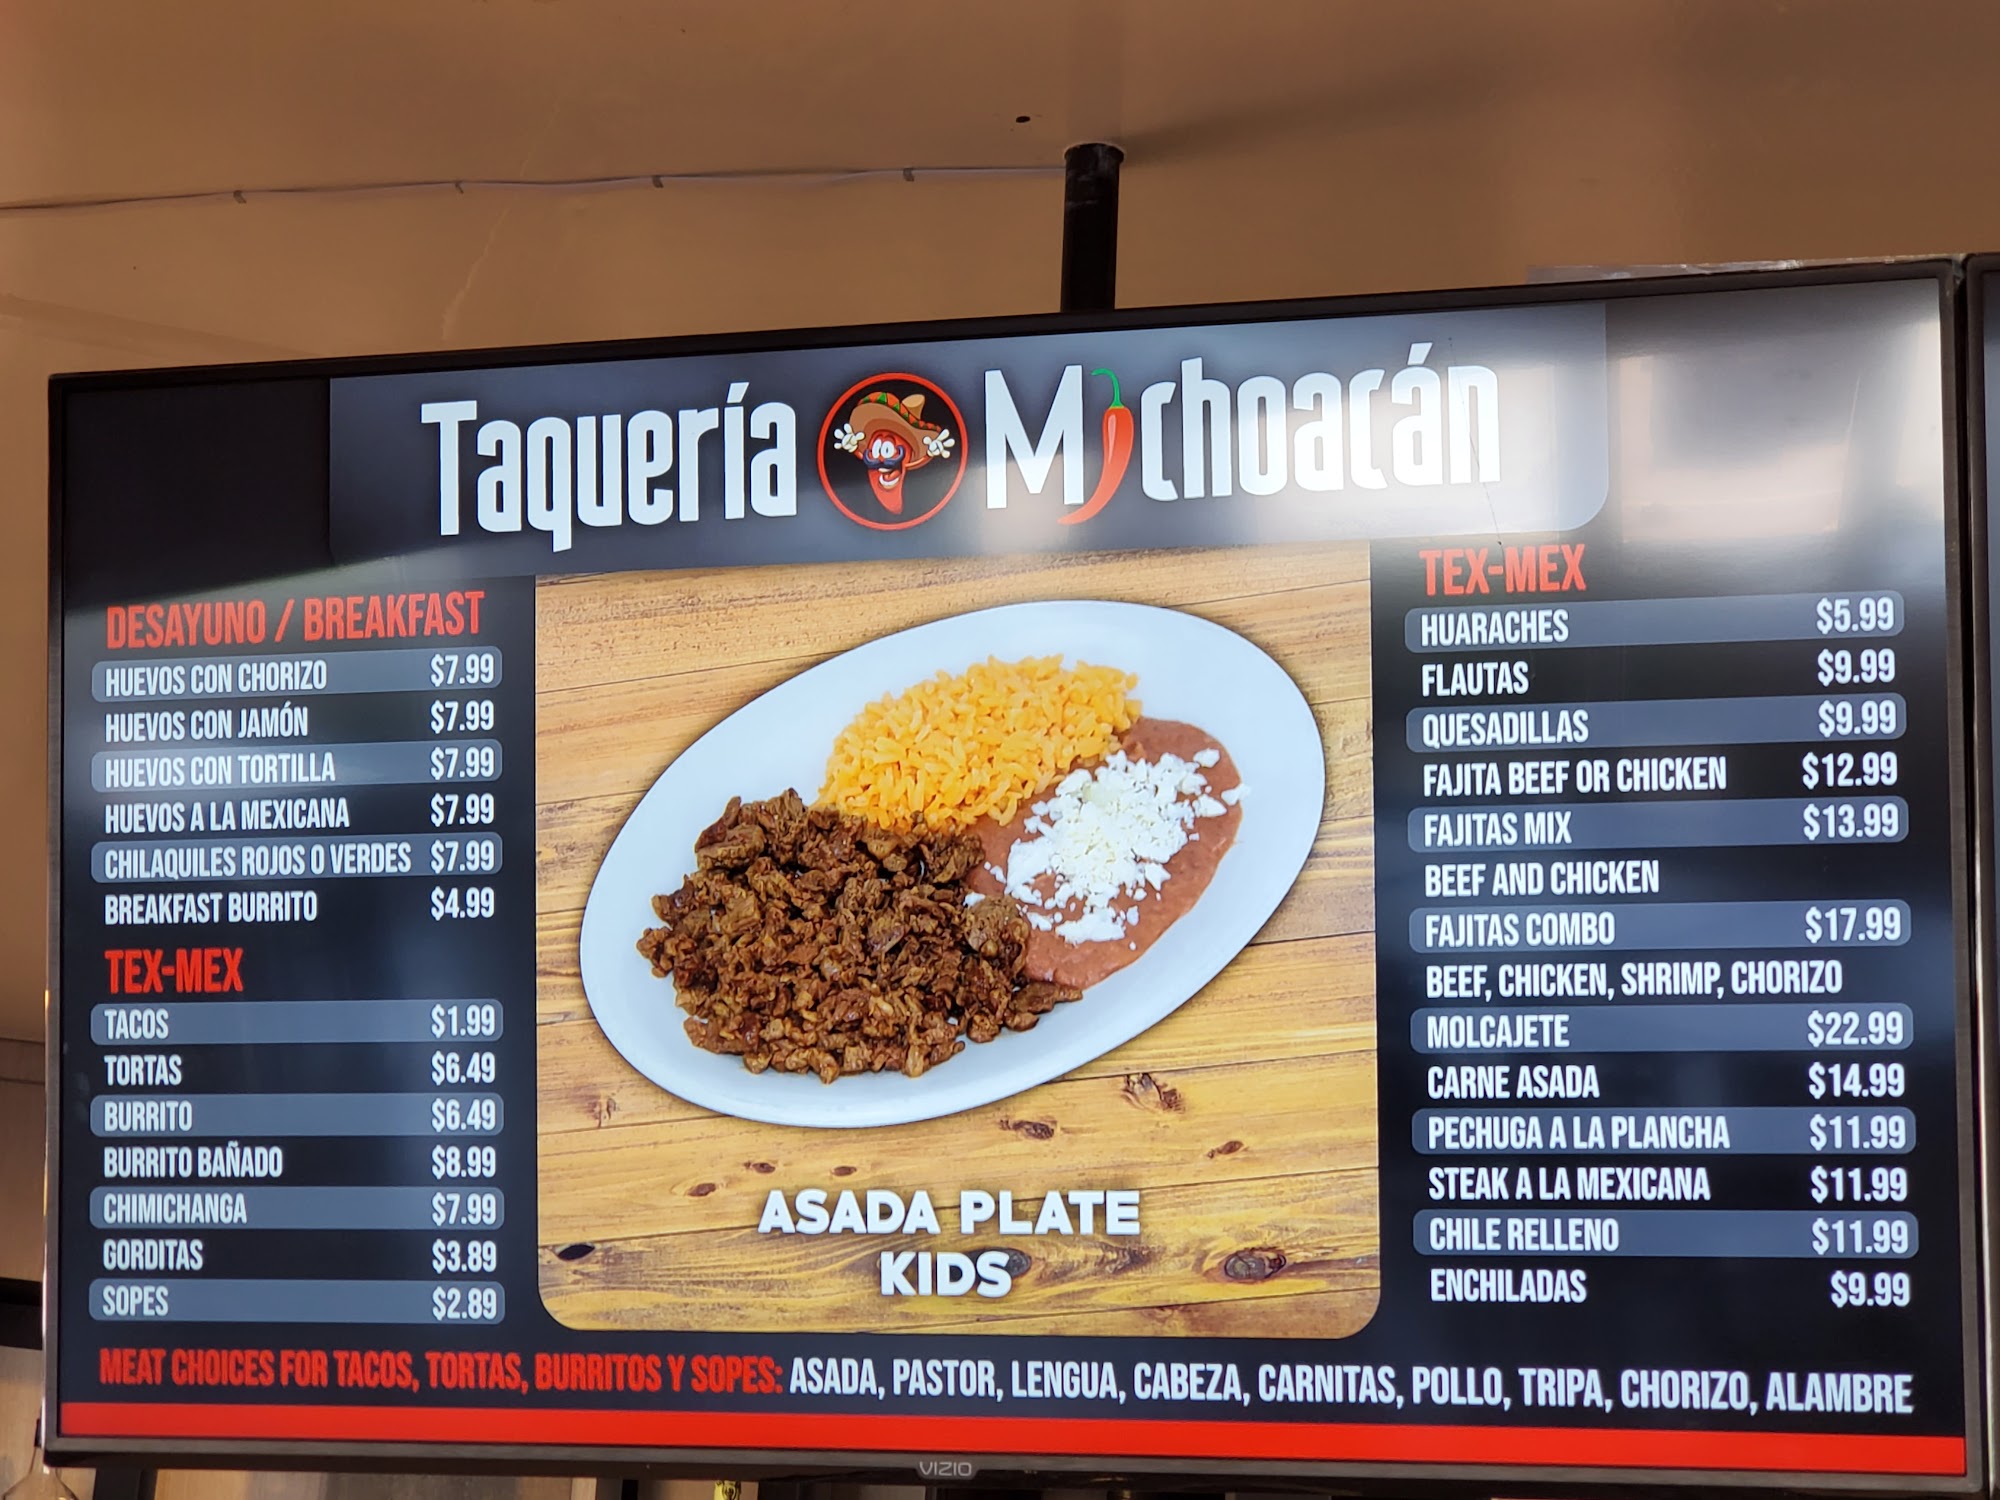 Taquería Michoacán
DESAYUNO / BREAKFAST
HUEVOS CON CHORIZO $7.99
HUEVOS CON JAMÓN $7.99
HUEVOS CON TORTILLA $7.99
HUEVOS A LA MEXICANA $7.99
CHILAQUILES ROJOS O VERDES $7.99
BREAKFAST BURRITO $4.99
TEX-MEX
TACOS $1.99
TORTAS $6.49
BURRITO $6.49
BURRITO BAÑADO $8.99
CHIMICHANGA $7.99
GORDITAS $3.89
SOPES $2.89
ASADA PLATE
KIDS
TEX-MEX
HUARACHES $5.99
FLAUTAS $9.99
QUESADILLAS $9.99
FAJITA BEEF OR CHICKEN $12.99
FAJITAS MIX $13.99
BEEF AND CHICKEN
FAJITAS COMBO $17.99
BEEF, CHICKEN, SHRIMP, CHORIZO
MOLCAJETE $22.99
CARNE ASADA $14.99
PECHUGA A LA PLANCHA $11.99
STEAK A LA MEXICANA $11.99
CHILE RELLENO $11.99
ENCHILADAS $9.99
MEAT CHOICES FOR TACOS, TORTAS, BURRITOS Y SOPES: ASADA, PASTOR, LENGUA, CABEZA, CARNITAS, POLLO, TRIPA, CHORIZO, ALAMBRE
VIZIO